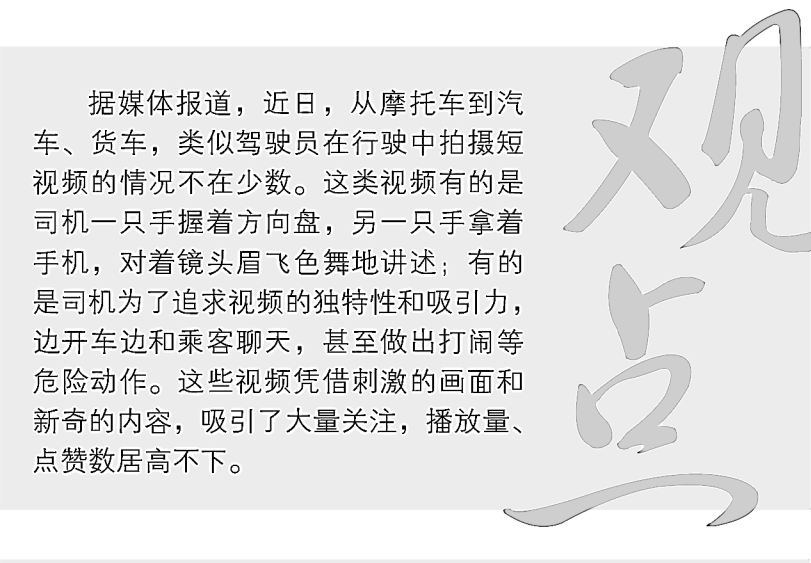 据媒体报道，近日，从摩托车到汽
车、货车，类似驾驶员在行驶中拍摄短
视频的情况不在少数。这类视频有的是
司机一只手握着方向盘，另一只手拿着
手机，对着镜头眉飞色舞地讲述；有的
是司机为了追求视频的独特性和吸引力，
边开车边和乘客聊天，甚至做出打闹等
危险动作。这些视频凭借刺激的画面和
新奇的内容，吸引了大量关注，播放量、
点赞数居高不下。
观点